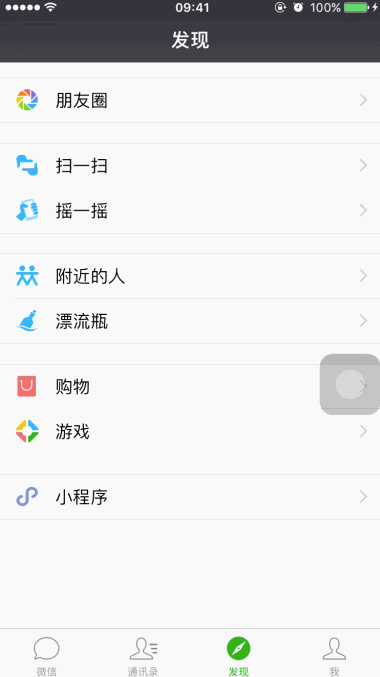 09:41
100%
发现
朋友圈
扫一扫
摇一摇
附近的人
漂流瓶
购物
游戏
小程序
微信
通讯录
发现
我